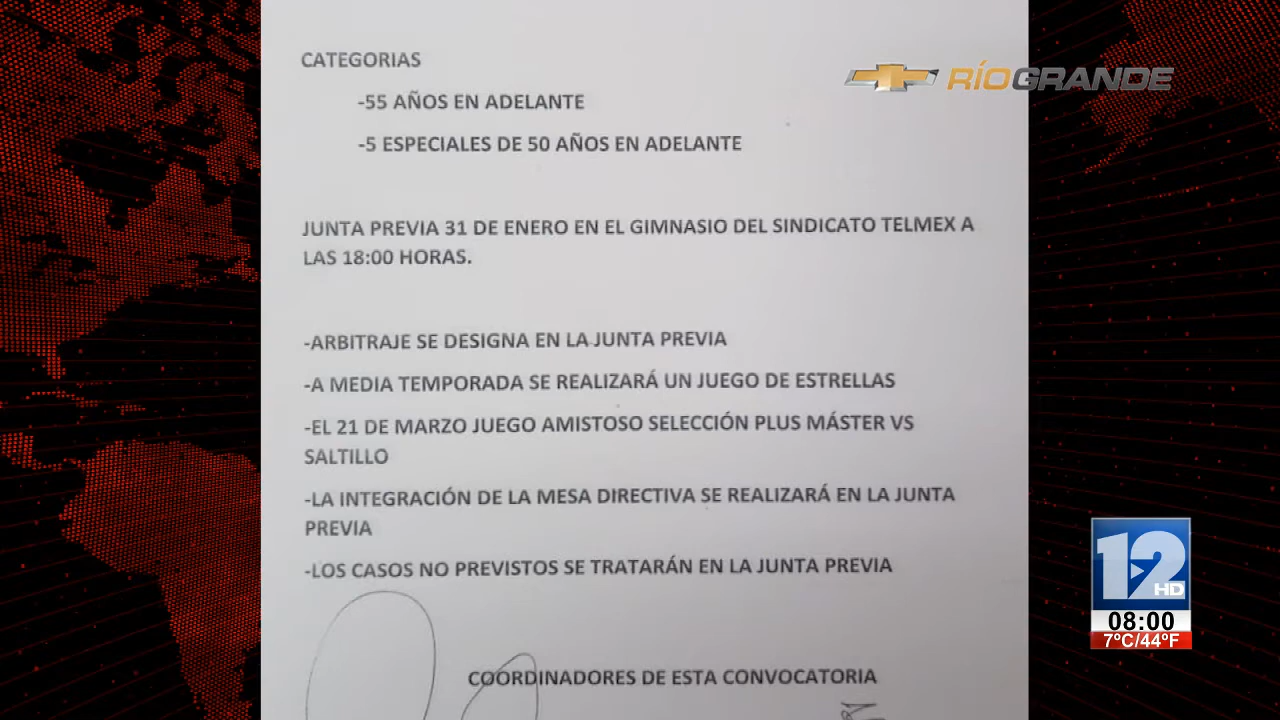 CATEGORIAS
-55 AÑOS EN ADELANTE
-5 ESPECIALES DE 50 AÑOS EN ADELANTE
JUNTA PREVIA 31 DE ENERO EN EL GIMNASIO DEL SINDICATO TELMEX A
LAS 18:00 HORAS.
-ARBITRAJE SE DESIGNA EN LA JUNTA PREVIA
-A MEDIA TEMPORADA SE REALIZARÁ UN JUEGO DE ESTRELLAS
-EL 21 DE MARZO JUEGO AMISTOSO SELECCIÓN PLUS MÁSTER VS
SALTILLO
-LA INTEGRACIÓN DE LA MESA DIRECTIVA SE REALIZARÁ EN LA JUNTA
PREVIA
-LOS CASOS NO PREVISTOS SE TRATARÁN EN LA JUNTA PREVIA
COORDINADORES DE ESTA CONVOCATORIA
RÍO GRANDE
12
HD
08:00
7°C/44°F